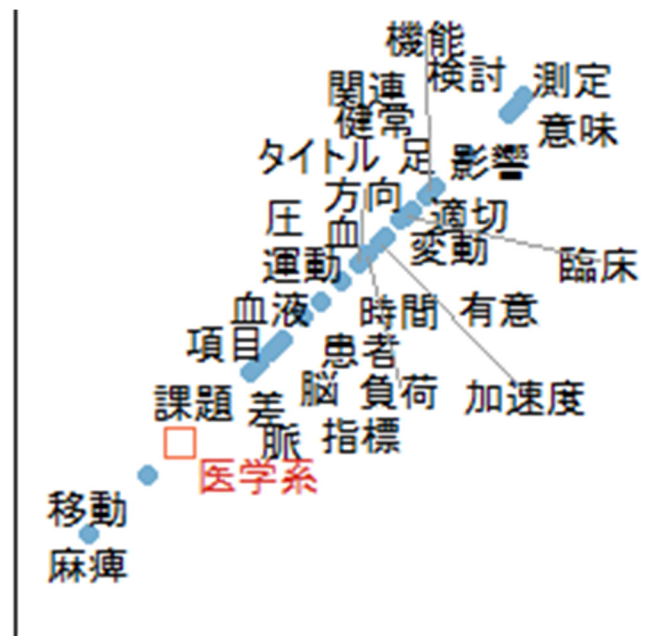 機能
検討
測定
関連
健常
意味
タイトル
足
影響
方向
圧
血
適切
変動
運動
臨床
血液
時間
有意
項目
患者
課題
差
脳
負荷
加速度
脈
指標
医学系
移動
麻痺